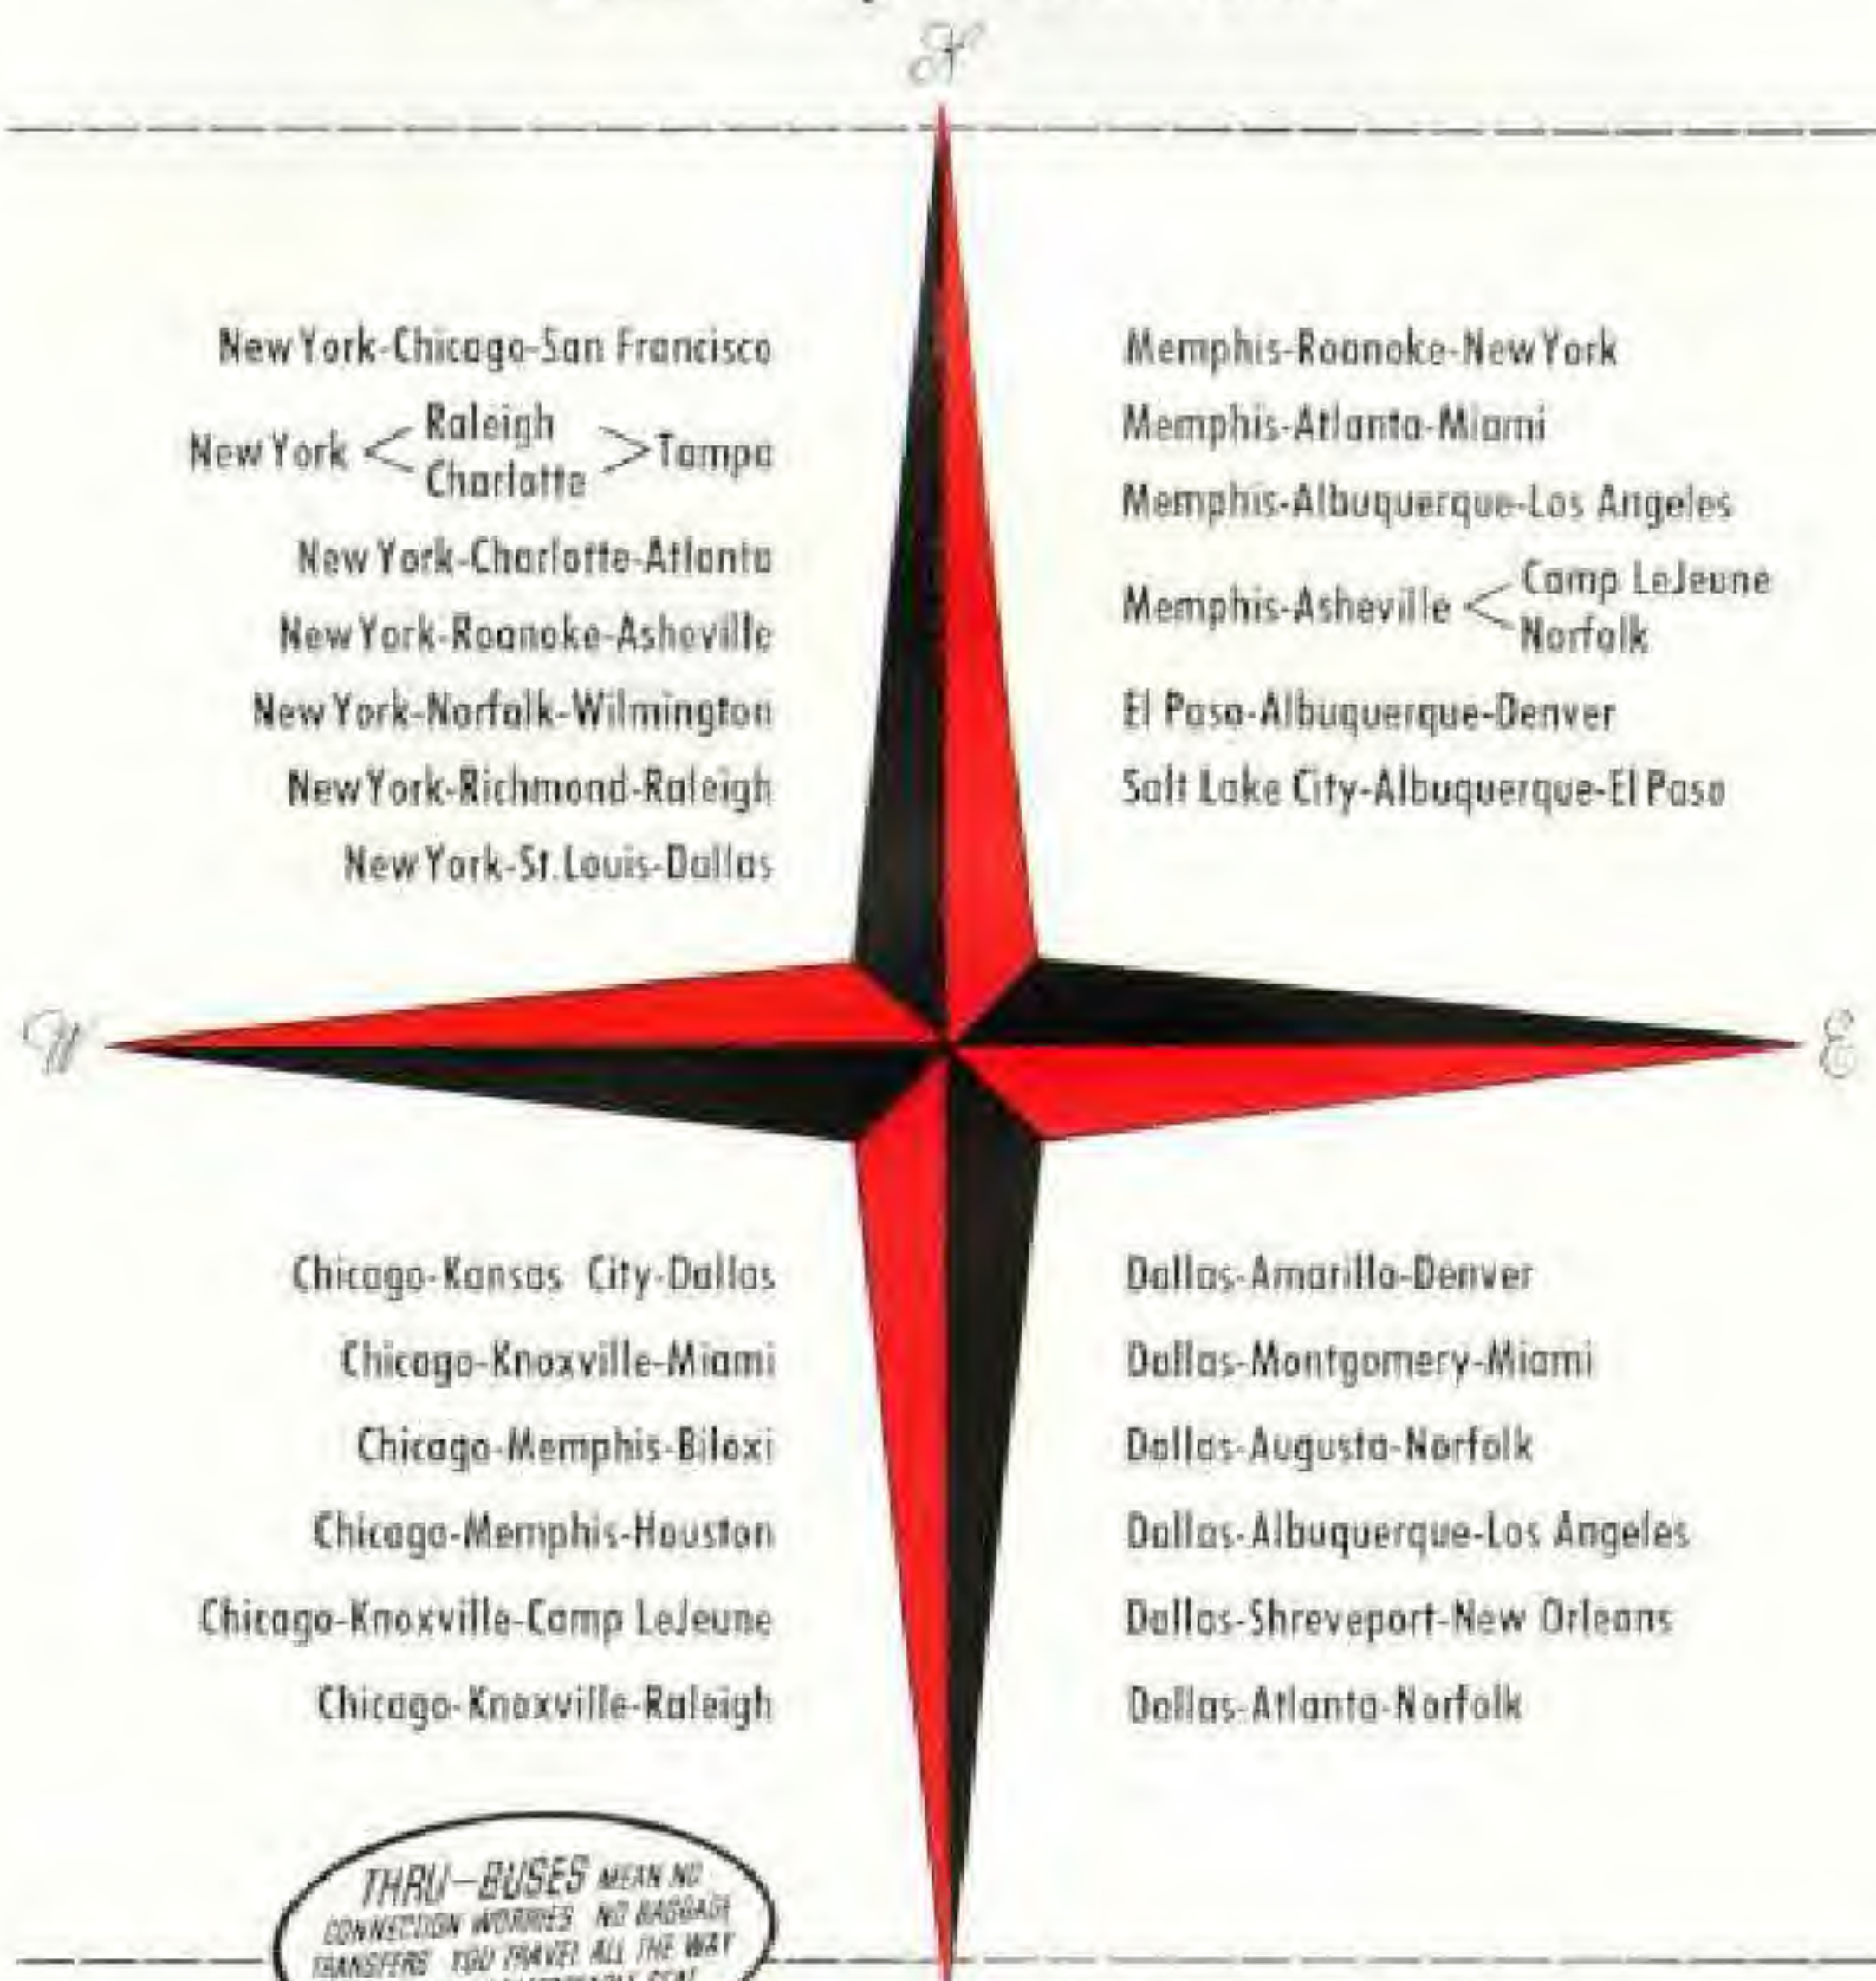 N
New York-Chicago-San Francisco
New York < Raleigh Charlotte > Tampa
New York-Charlotte-Atlanta
New York-Roanoke-Asheville
New York-Norfolk-Wilmington
New York-Richmond-Raleigh
New York-St. Louis-Dallas
Memphis-Roanoke-New York
Memphis-Atlanta-Miami
Memphis-Albuquerque-Los Angeles
Memphis-Asheville < Camp LeJeune Norfolk
El Paso-Albuquerque-Denver
Salt Lake City-Albuquerque-El Paso
W
E
Chicago-Kansas City-Dallas
Chicago-Knoxville-Miami
Chicago-Memphis-Biloxi
Chicago-Memphis-Houston
Chicago-Knoxville-Camp LeJeune
Chicago-Knoxville-Raleigh
Dallas-Amarillo-Denver
Dallas-Montgomery-Miami
Dallas-Augusta-Norfolk
Dallas-Albuquerque-Los Angeles
Dallas-Shreveport-New Orleans
Dallas-Atlanta-Norfolk
THRU-BUSES MEAN NO
CONNECTION WORRIES NO BAGGAGE
TRANSFERS YOU TRAVEL ALL THE WAY